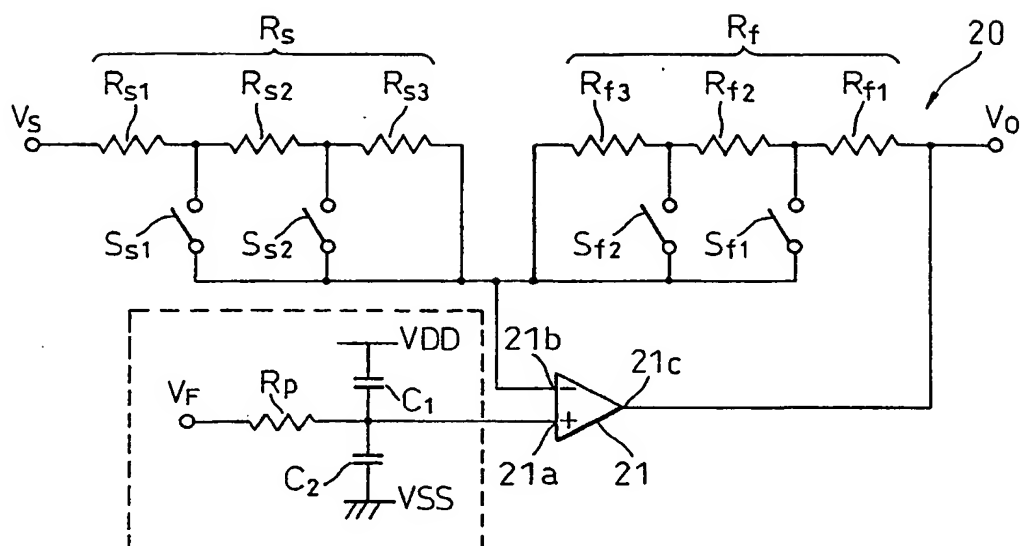 Rs
Rf
20
Rs1
Rs2
Rs3
Rf3
Rf2
Rf1
Vs
Vo
Ss1
Ss2
Sf2
Sf1
VDD
21b
21c
VF
Rp
C1
−
+
C2
21a
21
VSS